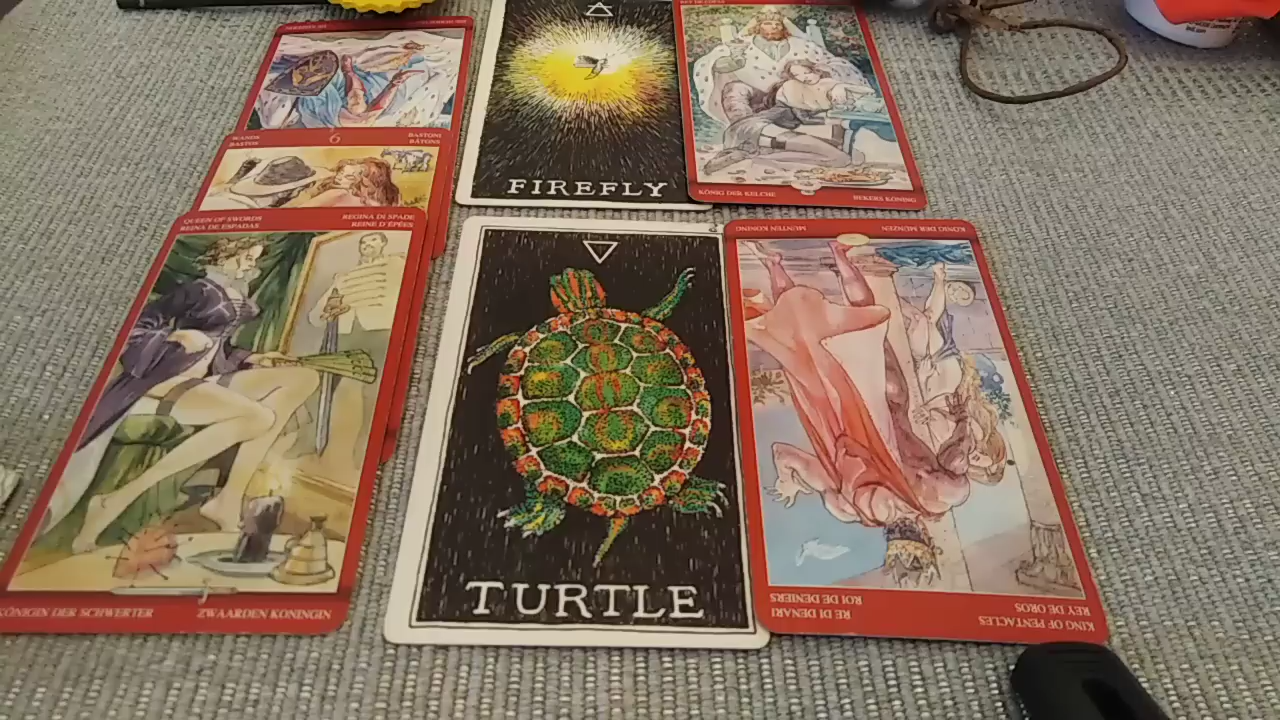 FIREFLY
KÖNIG DER KELCHE
BEKERS KONING
WANDS
BASTOS
6
BASTONI
BÂTONS
QUEEN OF SWORDS
REINA DE ESPADAS
REGINA DI SPADE
REINE D'ÉPÉES
KÖNIGIN DER SCHWERTER
ZWAARDEN KONINGIN
TURTLE
MUNTEN KONING
KÖNIG DER MÜNZEN
RE DI DENARI
ROI DE DENIERS
KING OF PENTACLES
REY DE OROS